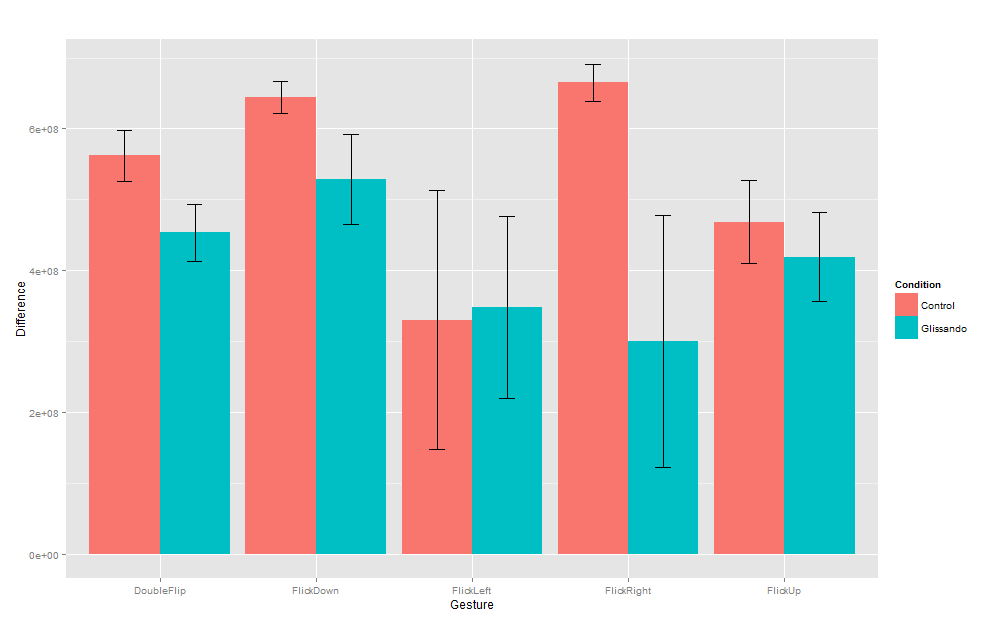 6e+08
4e+08
2e+08
0e+00
Difference
DoubleFlip
FlickDown
FlickLeft
FlickRight
FlickUp
Gesture
Condition
Control
Glissando